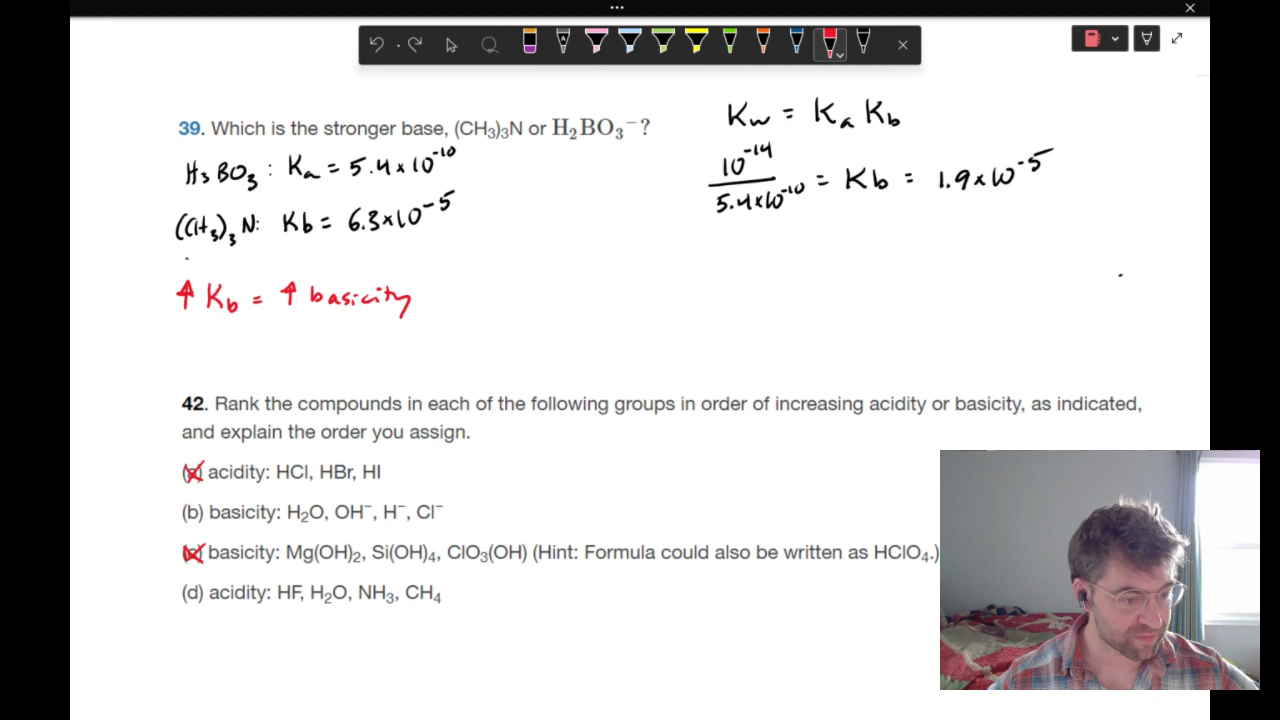 39. Which is the stronger base, (CH₃)₃N or H₂BO₃⁻ ?
H₃BO₃ : Ka = 5.4 x 10⁻¹⁰
(CH₃)₃ N: Kb = 6.3 x 10⁻⁵
↑ Kb = ↑ basicity
Kw = Ka Kb
10⁻¹⁴ / 5.4 x 10⁻¹⁰ = Kb = 1.9 x 10⁻⁵
42. Rank the compounds in each of the following groups in order of increasing acidity or basicity, as indicated,
and explain the order you assign.
(a) acidity: HCl, HBr, HI
(b) basicity: H₂O, OH⁻, H⁻, Cl⁻
(c) basicity: Mg(OH)₂, Si(OH)₄, ClO₃(OH) (Hint: Formula could also be written as HClO₄.)
(d) acidity: HF, H₂O, NH₃, CH₄